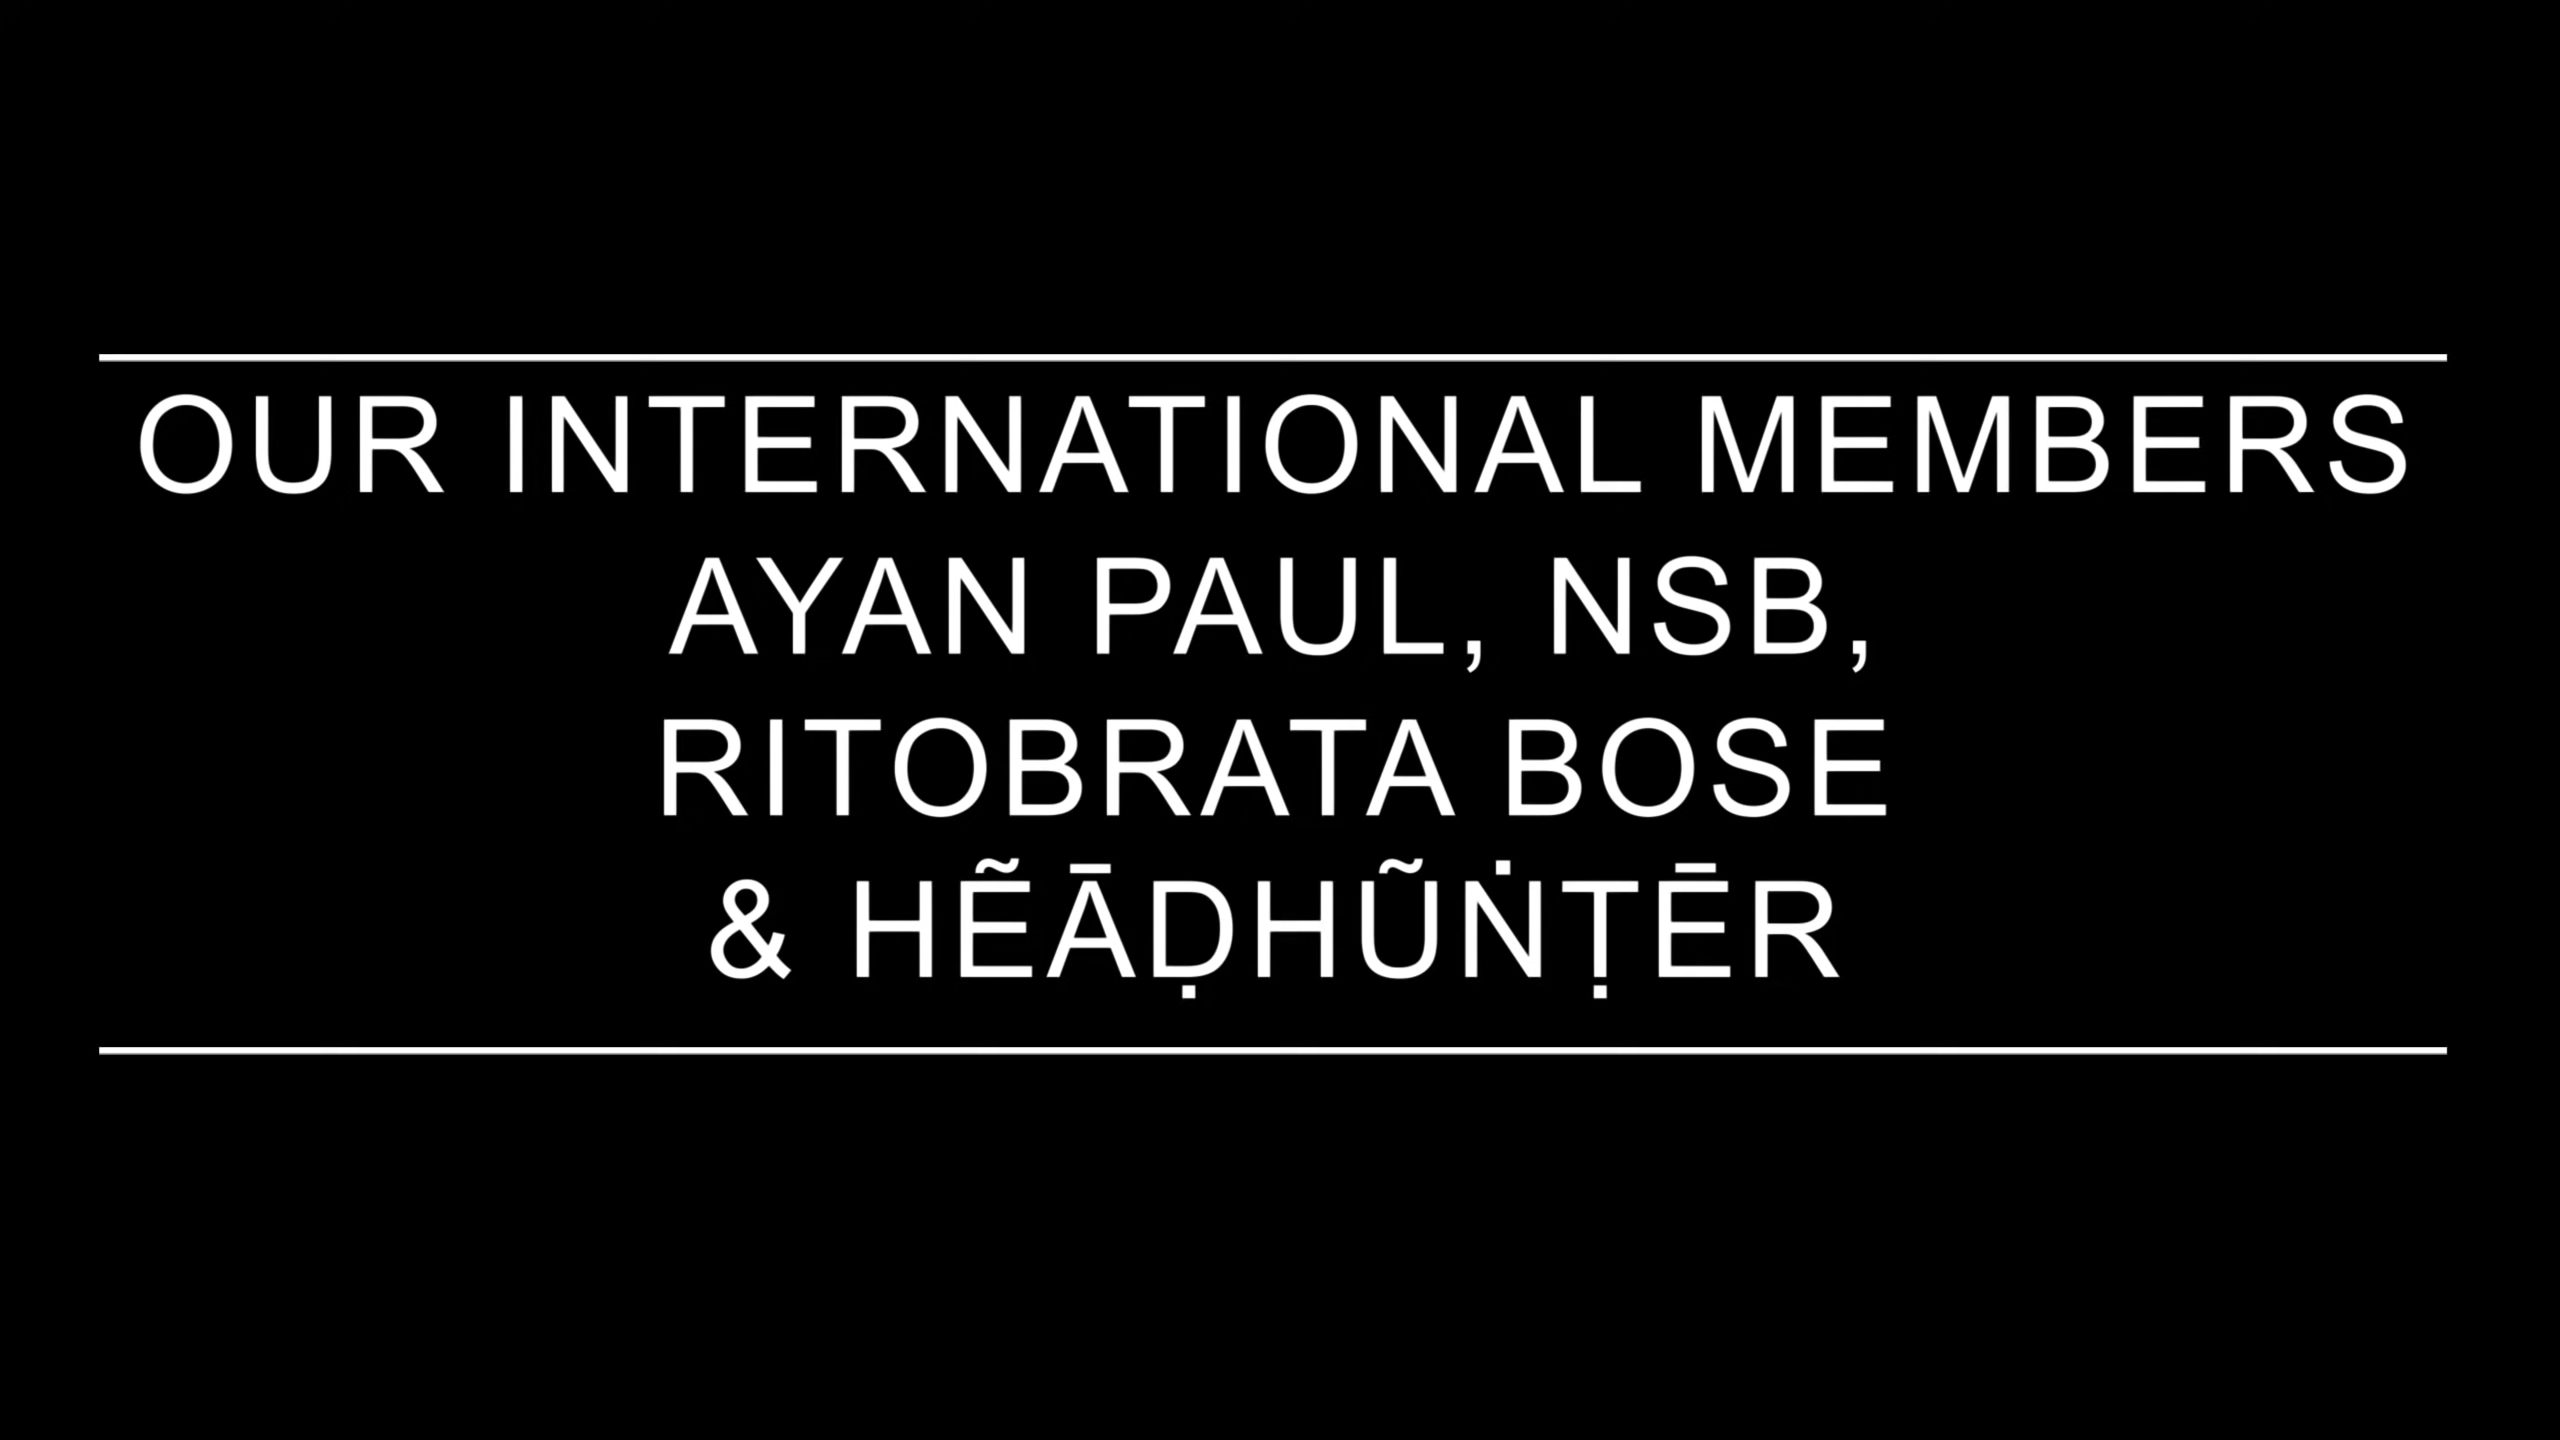 OUR INTERNATIONAL MEMBERS
AYAN PAUL, NSB,
RITOBRATA BOSE
& HẼĀḌHŨṄṬĒR